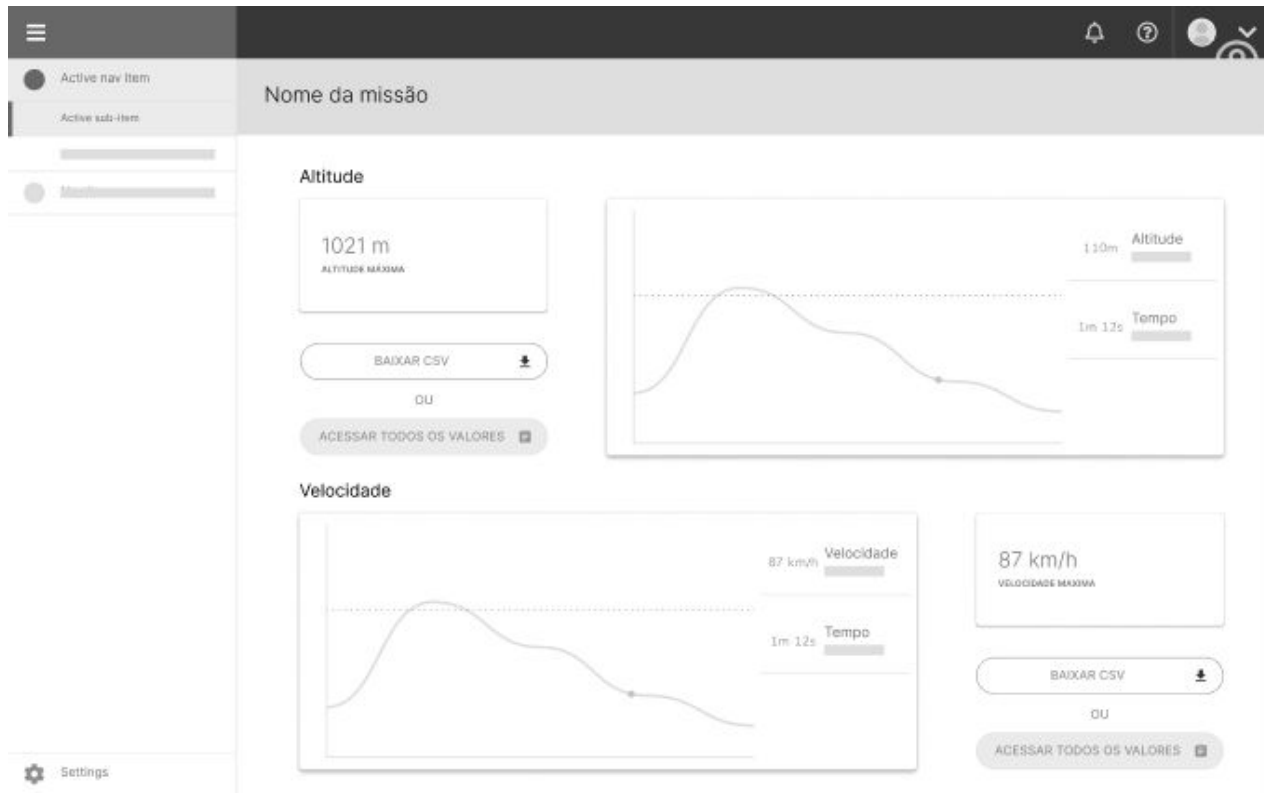 Active nav item
Nome da missão
Active sub-item
Altitude
1021 m
ALTITUDE MÁXIMA
110m Altitude
1m 12s Tempo
BAIXAR CSV
OU
ACESSAR TODOS OS VALORES
Velocidade
87 km/h Velocidade
1m 12s Tempo
87 km/h
VELOCIDADE MAXIMA
BAIXAR CSV
OU
ACESSAR TODOS OS VALORES
Settings